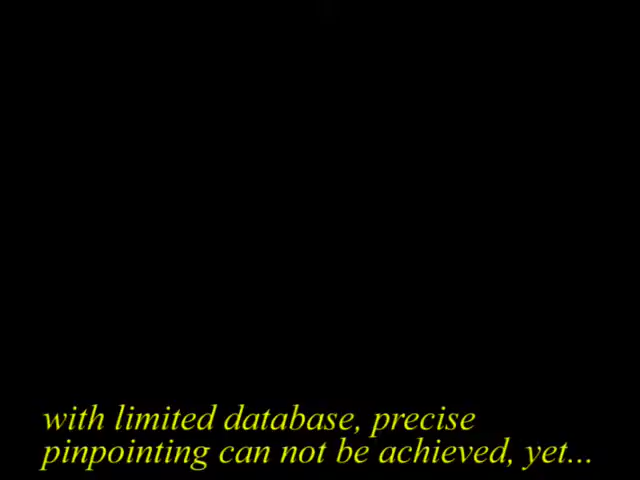 with limited database, precise
pinpointing can not be achieved, yet...